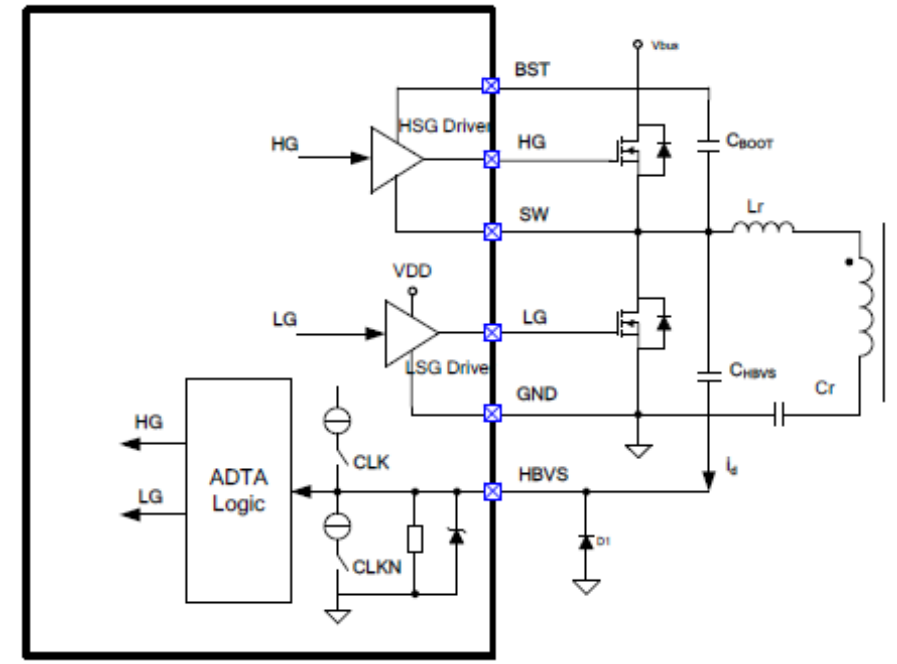 Vbus
BST
HSG Driver
HG
HG
CBOOT
SW
Lr
VDD
LG
LG
LSG Drive
CHBVS
GND
Cr
HG
CLK
id
HBVS
ADTA
Logic
LG
D1
CLKN